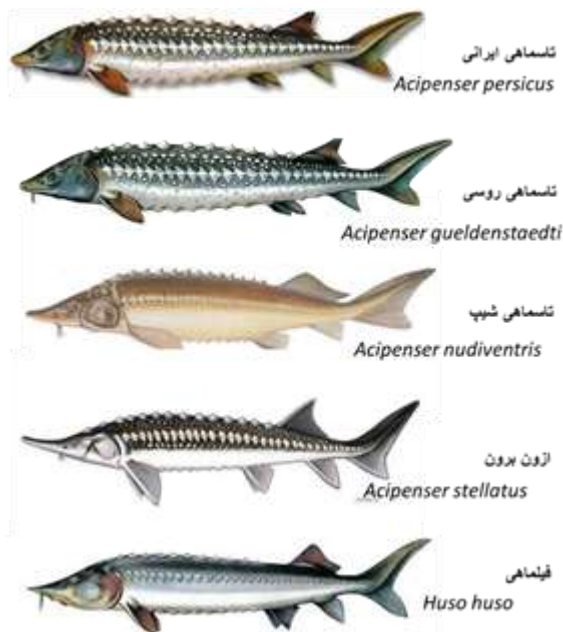 تاسماهی ایرانی
Acipenser persicus
تاسماهی روسی
Acipenser gueldenstaedti
تاسماهی شیپ
Acipenser nudiventris
ازون برون
Acipenser stellatus
فیلماهی
Huso huso